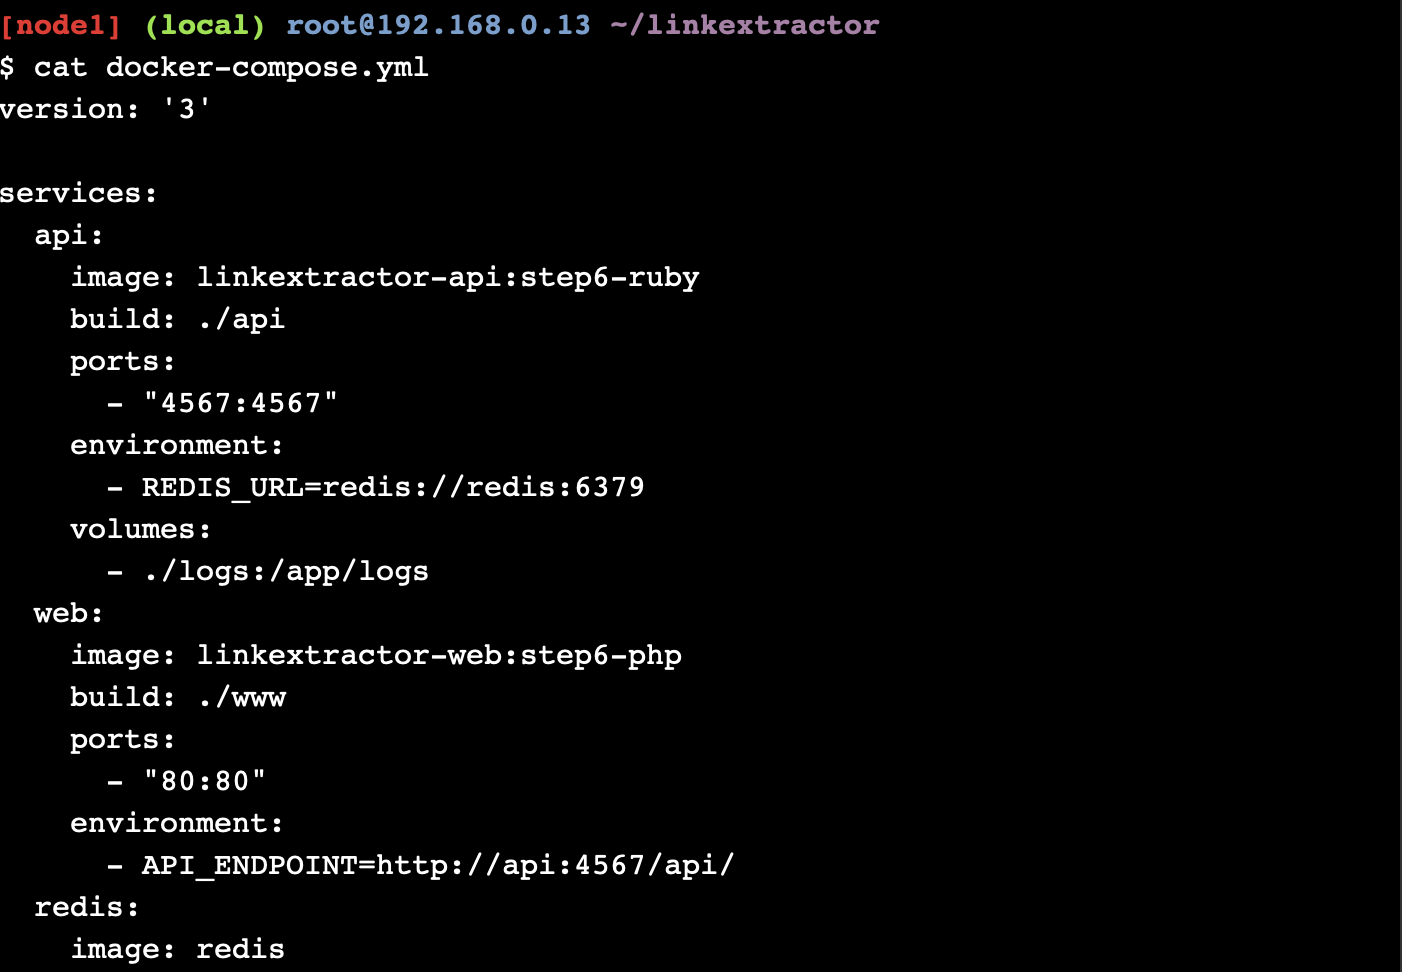 [node1] (local) root@192.168.0.13 ~/linkextractor
$ cat docker-compose.yml
version: '3'

services:
  api:
    image: linkextractor-api:step6-ruby
    build: ./api
    ports:
      - "4567:4567"
    environment:
      - REDIS_URL=redis://redis:6379
    volumes:
      - ./logs:/app/logs
  web:
    image: linkextractor-web:step6-php
    build: ./www
    ports:
      - "80:80"
    environment:
      - API_ENDPOINT=http://api:4567/api/
  redis:
    image: redis